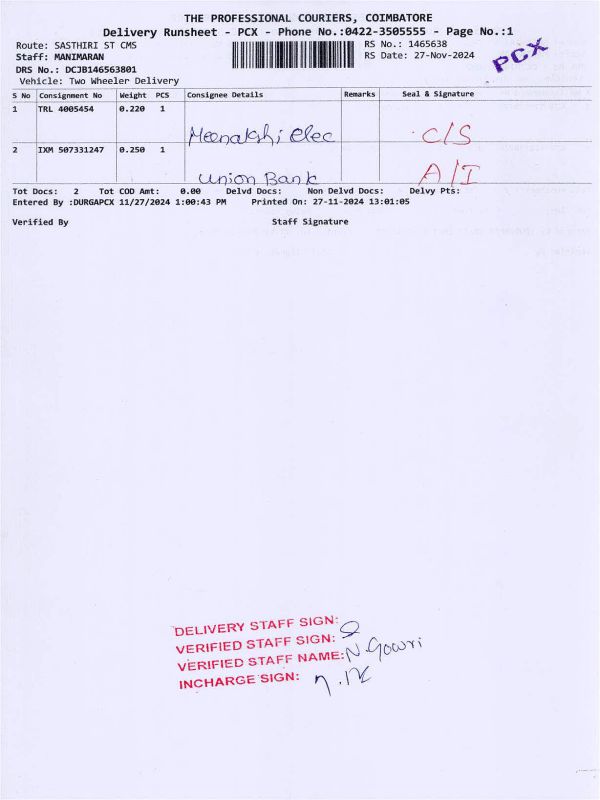 THE PROFESSIONAL COURIERS, COIMBATORE
Delivery Runsheet - PCX - Phone No.:0422-3505555 - Page No.:1
Route: SASTHIRI ST CMS RS No.: 1465638
Staff: MANIMARAN RS Date: 27-Nov-2024
PCX
DRS No.: DCJB146563801
Vehicle: Two Wheeler Delivery
S No Consignment No Weight PCS Consignee Details Remarks Seal & Signature
1 TRL 4005454 0.220 1
Meenakshi Elec C/S
2 IXM 507331247 0.250 1
Union Bank A/I
Tot Docs: 2 Tot COD Amt: 0.00 Delvd Docs: Non Delvd Docs: Delvy Pts:
Entered By :DURGAPCX 11/27/2024 1:00:43 PM Printed On: 27-11-2024 13:01:05
Verified By Staff Signature
DELIVERY STAFF SIGN:
VERIFIED STAFF SIGN:
VERIFIED STAFF NAME: N.Gowri
INCHARGE SIGN: